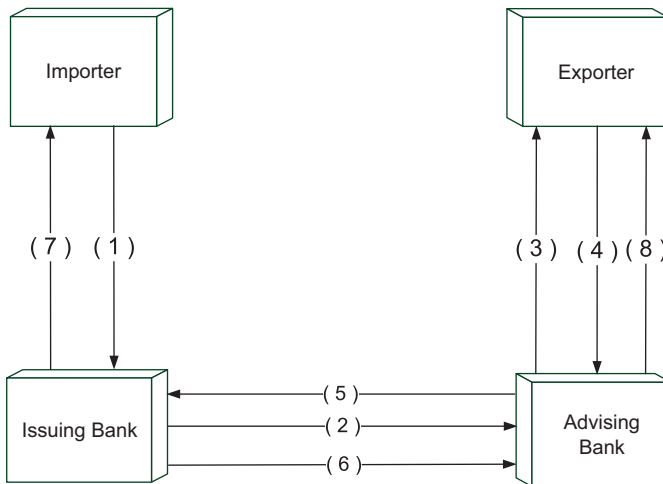 Importer
Exporter
( 7 )
( 1 )
( 3 )
( 4 )
( 8 )
Issuing Bank
( 5 )
( 2 )
( 6 )
Advising
Bank